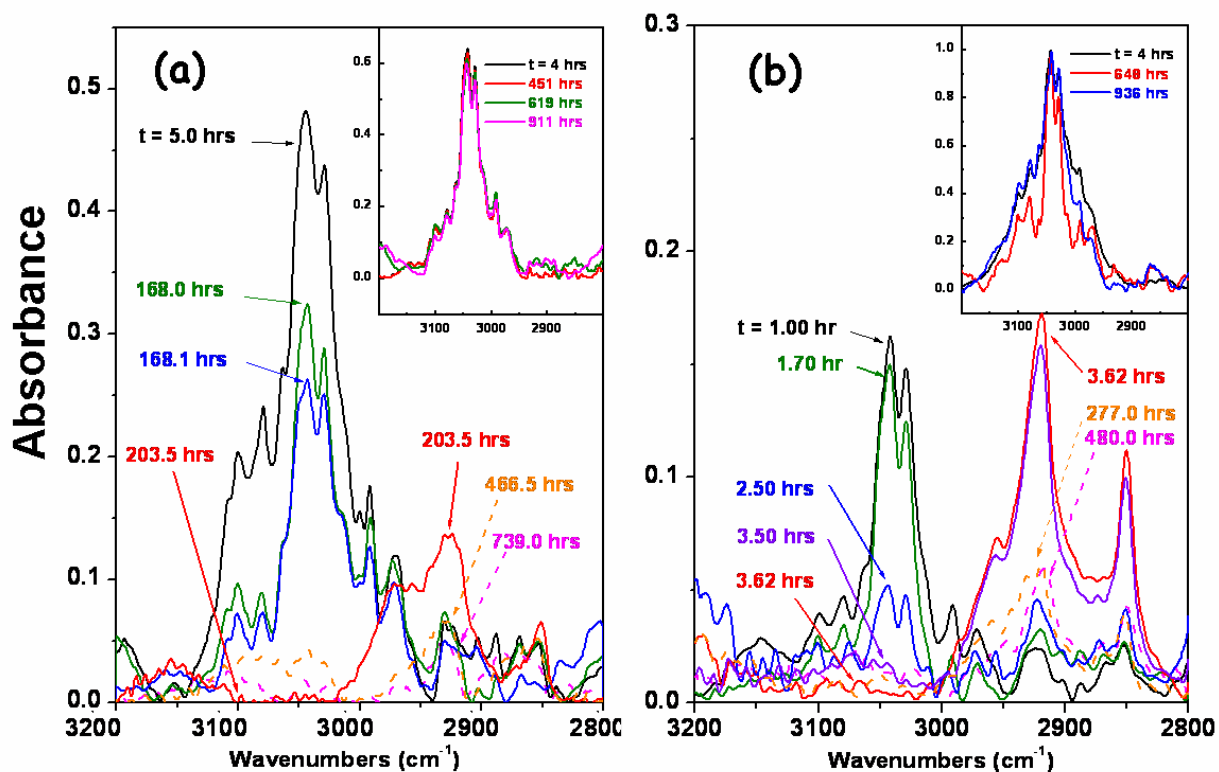 Absorbance
(a)
0.5
0.4
0.3
0.2
0.1
0.0
t = 5.0 hrs
168.0 hrs
168.1 hrs
203.5 hrs
203.5 hrs
466.5 hrs
739.0 hrs
t = 4 hrs
451 hrs
619 hrs
911 hrs
0.6
0.4
0.2
0.0
3100 3000 2900
3200 3100 3000 2900 2800
Wavenumbers (cm⁻¹)
(b)
0.3
0.2
0.1
0.0
t = 1.00 hr
1.70 hr
2.50 hrs
3.50 hrs
3.62 hrs
3.62 hrs
277.0 hrs
480.0 hrs
t = 4 hrs
640 hrs
936 hrs
1.0
0.8
0.6
0.4
0.2
0.0
3100 3000 2900
3200 3100 3000 2900 2800
Wavenumbers (cm⁻¹)